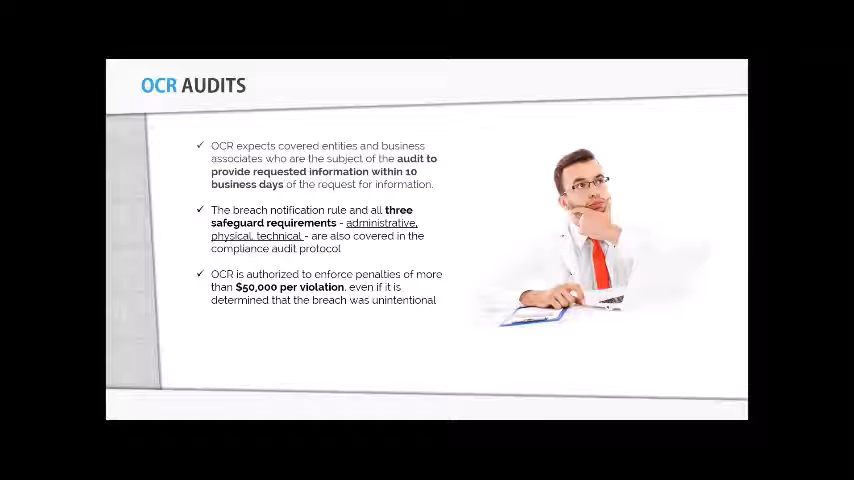 OCR AUDITS
✓ OCR expects covered entities and business
associates who are the subject of the audit to
provide requested information within 10
business days of the request for information.
✓ The breach notification rule and all three
safeguard requirements - administrative,
physical, technical - are also covered in the
compliance audit protocol
✓ OCR is authorized to enforce penalties of more
than $50,000 per violation, even if it is
determined that the breach was unintentional